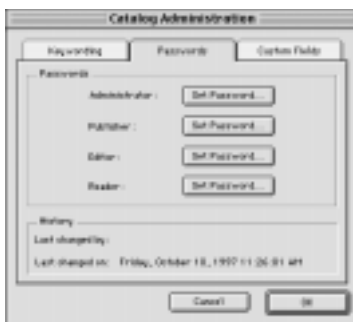 Catalog Administration
Keywording Passwords Custom Fields
Passwords
Administrator: Set Password...
Publisher: Set Password...
Editor: Set Password...
Reader: Set Password...
History
Last changed by:
Last changed on: Friday, October 10, 1997 11:26:01 AM
Cancel OK